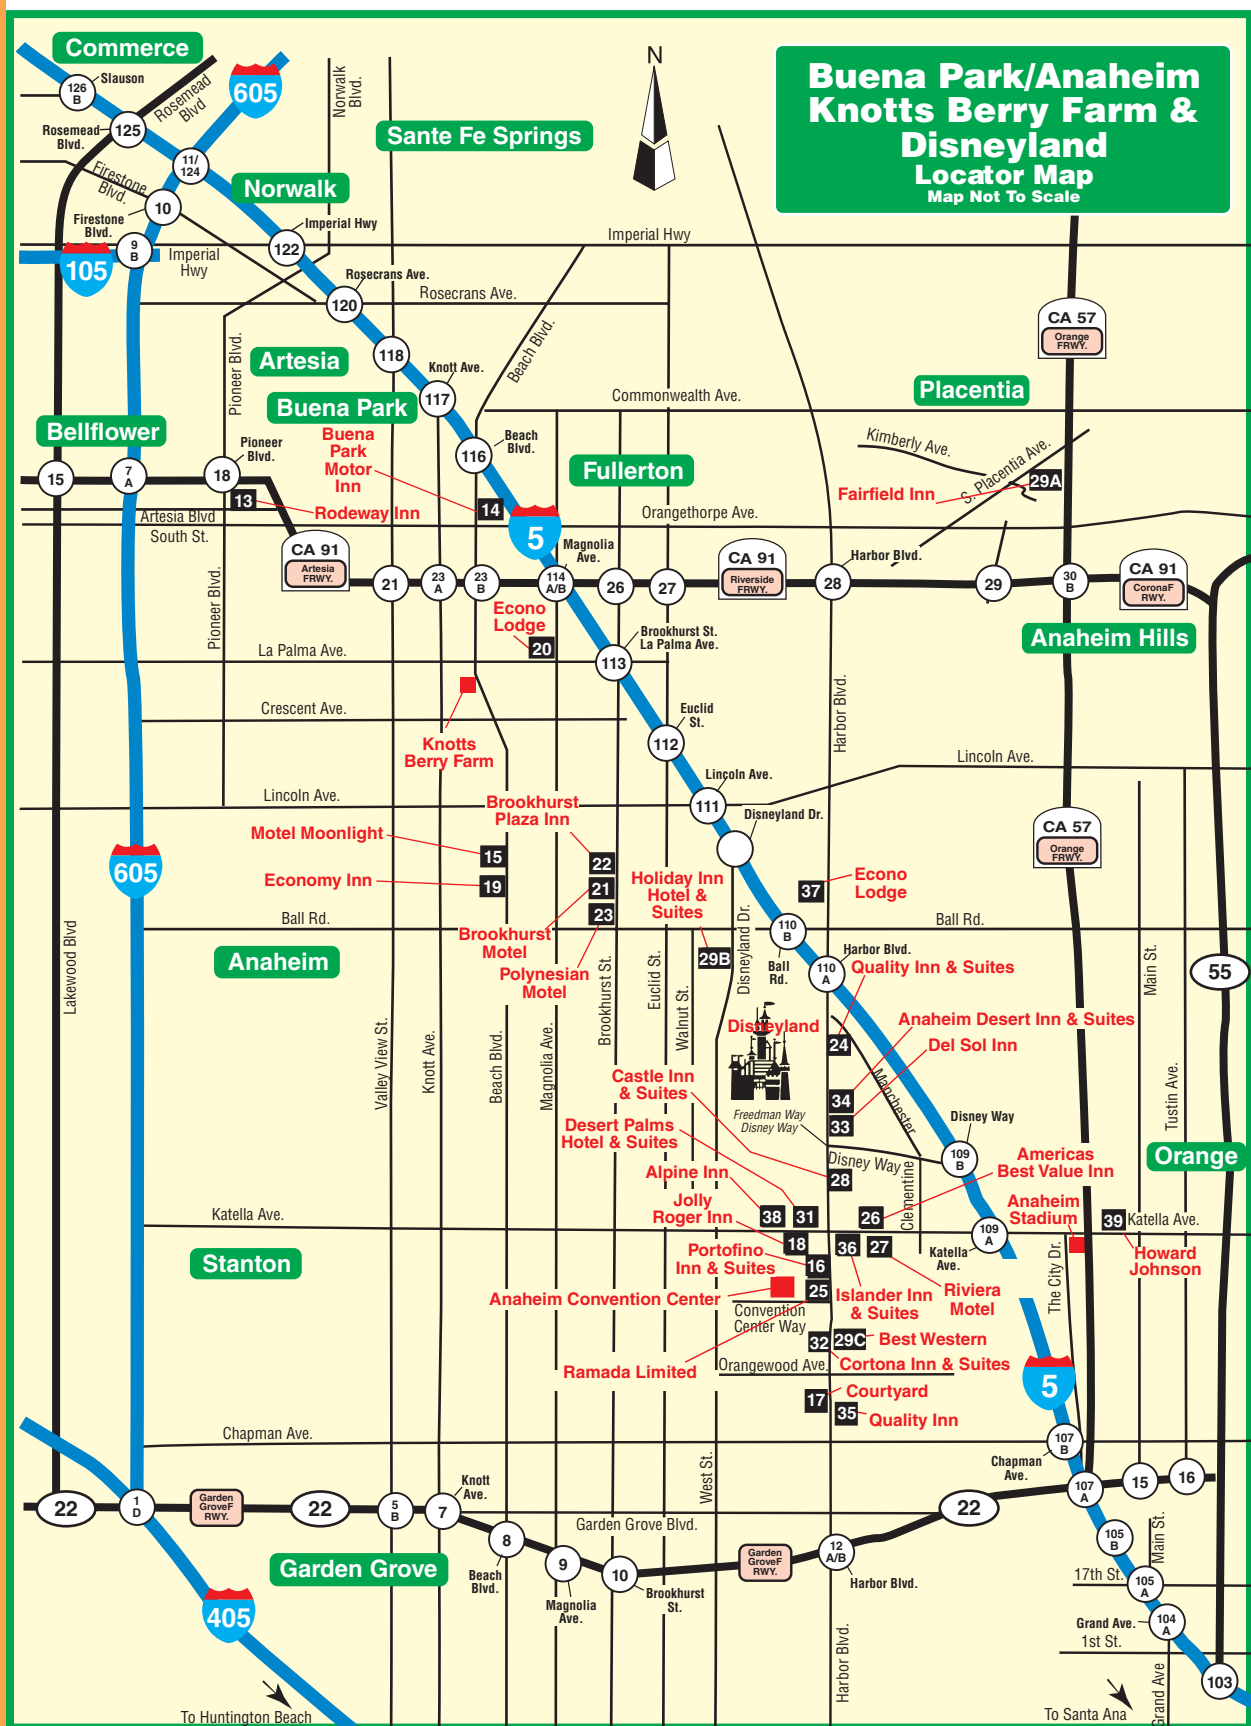 Commerce
Buena Park/Anaheim
Knotts Berry Farm &
Disneyland
Locator Map
Map Not To Scale
N
Slauson
126
B
Rosemead
Blvd
605
Norwalk
Blvd.
Sante Fe Springs
Rosemead
Blvd.
125
11/
124
Firestone
Blvd.
Norwalk
10
Firestone
Blvd.
Imperial Hwy
122
Imperial Hwy
9
B
105
Imperial
Hwy
Rosecrans Ave.
120
Rosecrans Ave.
CA 57
Orange
FRWY.
118
Pioneer Blvd.
Artesia
Beach Blvd.
Knott Ave.
117
Placentia
Commonwealth Ave.
Buena Park
Bellflower
Buena
Park
Motor
Inn
Pioneer
Blvd.
Beach
Blvd.
116
Kimberly Ave.
S. Placentia Ave.
Fullerton
15
7
A
18
29A
Fairfield Inn
13
Rodeway Inn
14
Artesia Blvd
South St.
Orangethorpe Ave.
5
CA 91
Artesia
FRWY.
Magnolia
Ave.
CA 91
Riverside
FRWY.
Harbor Blvd.
CA 91
CoronaF
RWY.
21
23
A
23
B
114
A/B
26
27
28
29
30
B
Pioneer Blvd.
Econo
Lodge
20
Brookhurst St.
La Palma Ave.
Anaheim Hills
La Palma Ave.
113
Harbor Blvd.
Crescent Ave.
Euclid
St.
112
Knotts
Berry Farm
Lincoln Ave.
Lincoln Ave.
Lincoln Ave.
111
Brookhurst
Plaza Inn
Disneyland Dr.
CA 57
Orange
FRWY.
Motel Moonlight
15
22
605
Economy Inn
19
21
Holiday Inn
Hotel &
Suites
37
Econo
Lodge
23
Ball Rd.
Ball Rd.
Brookhurst
Motel
110
B
Ball
Rd.
Disneyland Dr.
Harbor Blvd.
Anaheim
29B
110
A
Quality Inn & Suites
Polynesian
Motel
Lakewood Blvd
Brookhurst St.
Euclid St.
Walnut St.
Main St.
55
Valley View St.
Knott Ave.
Beach Blvd.
Magnolia Ave.
Disneyland
Anaheim Desert Inn & Suites
24
Del Sol Inn
Castle Inn
& Suites
Manchester
Tustin Ave.
34
Freedman Way
Disney Way
33
Disney Way
Desert Palms
Hotel & Suites
109
B
Americas
Best Value Inn
Orange
Disney Way
Alpine Inn
28
Clementine
Jolly
Roger Inn
38
31
26
Anaheim
Stadium
39
Katella Ave.
Katella Ave.
109
A
Katella
Ave.
Howard
Johnson
Stanton
18
36
27
The City Dr.
Portofino
Inn & Suites
16
Anaheim Convention Center
25
Islander Inn
& Suites
Riviera
Motel
Convention
Center Way
32
29C
Best Western
Orangewood Ave.
Cortona Inn & Suites
Ramada Limited
5
17
Courtyard
35
Quality Inn
Chapman Ave.
107
B
Chapman
Ave.
West St.
Knott
Ave.
107
A
15
16
22
1
D
Garden
GroveF
RWY.
22
5
B
7
22
Garden Grove Blvd.
8
Beach
Blvd.
Garden
GroveF
RWY.
12
A/B
Harbor Blvd.
105
B
Main St.
Garden Grove
9
Magnolia
Ave.
10
Brookhurst
St.
17th St.
105
A
405
Grand Ave.
104
A
1st St.
Harbor Blvd.
Grand Ave
103
To Huntington Beach
To Santa Ana